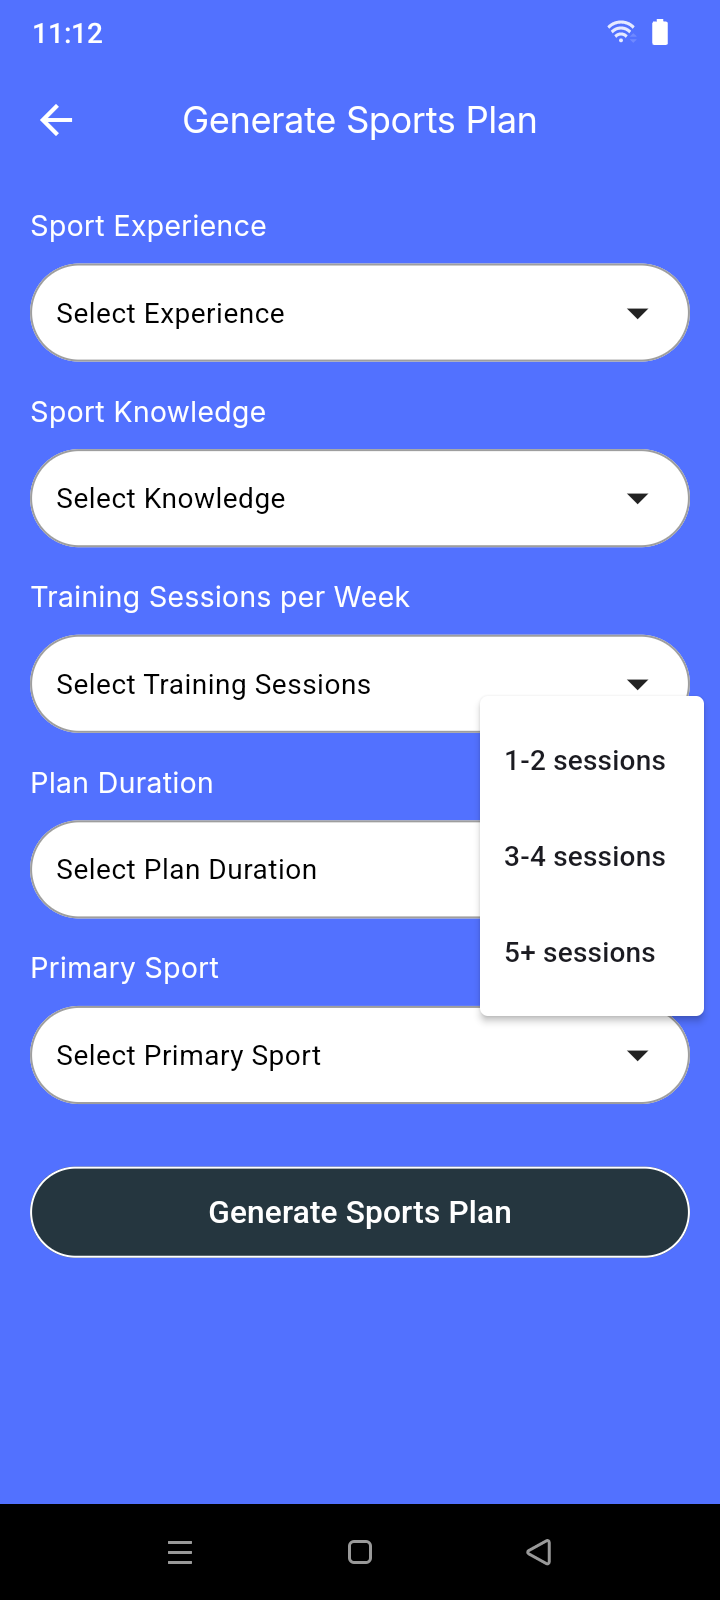 11:12
Generate Sports Plan
Sport Experience
Select Experience
Sport Knowledge
Select Knowledge
Training Sessions per Week
Select Training Sessions
1-2 sessions
3-4 sessions
5+ sessions
Plan Duration
Select Plan Duration
Primary Sport
Select Primary Sport
Generate Sports Plan